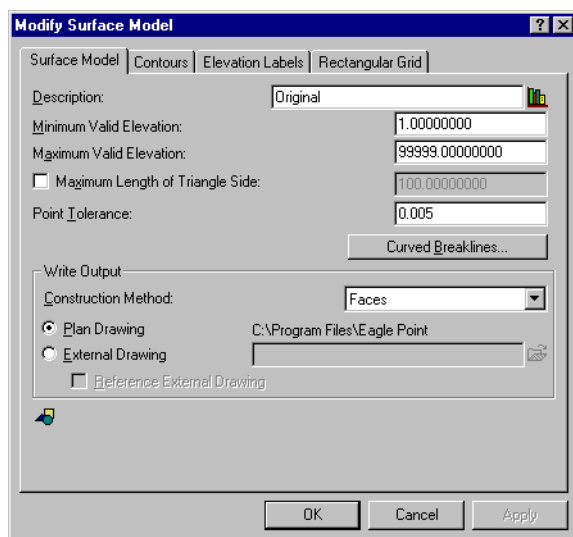 Modify Surface Model
Surface Model Contours Elevation Labels Rectangular Grid
Description: Original
Minimum Valid Elevation: 1.00000000
Maximum Valid Elevation: 99999.00000000
Maximum Length of Triangle Side: 100.00000000
Point Tolerance: 0.005
Curved Breaklines...
Write Output
Construction Method: Faces
Plan Drawing C:\Program Files\Eagle Point
External Drawing
Reference External Drawing
OK Cancel Apply